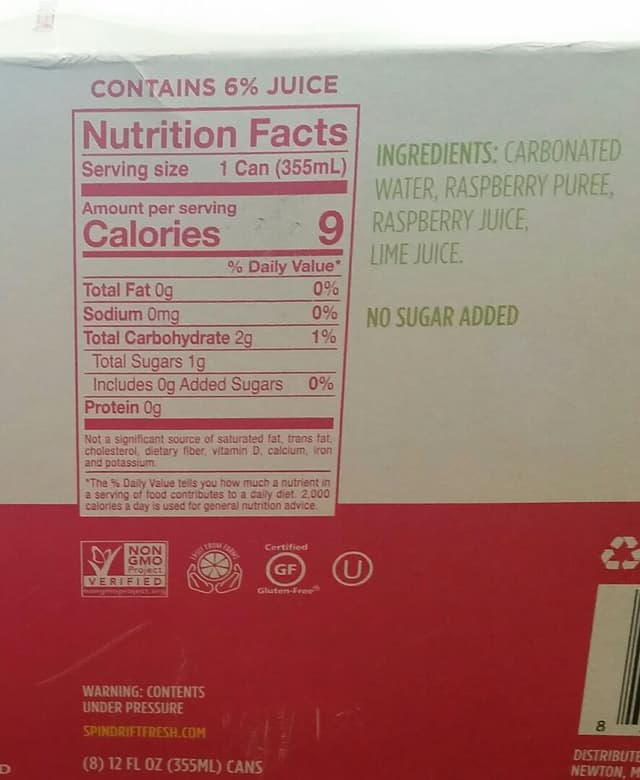 CONTAINS 6% JUICE
Nutrition Facts
Serving size 1 Can (355mL)
Amount per serving
Calories 9
% Daily Value*
Total Fat 0g 0%
Sodium 0mg 0%
Total Carbohydrate 2g 1%
Total Sugars 1g
Includes 0g Added Sugars 0%
Protein 0g
Not a significant source of saturated fat, trans fat,
cholesterol, dietary fiber, vitamin D, calcium, iron
and potassium.
*The % Daily Value tells you how much a nutrient in
a serving of food contributes to a daily diet. 2,000
calories a day is used for general nutrition advice.
INGREDIENTS: CARBONATED
WATER, RASPBERRY PUREE,
RASPBERRY JUICE,
LIME JUICE.
NO SUGAR ADDED
NON
GMO
Project
VERIFIED
nongmoproject.org
Certified
GF
Gluten-Free®
U
WARNING: CONTENTS
UNDER PRESSURE
SPINDRIFTFRESH.COM
(8) 12 FL OZ (355ML) CANS
D
8
DISTRIBUTE
NEWTON, M